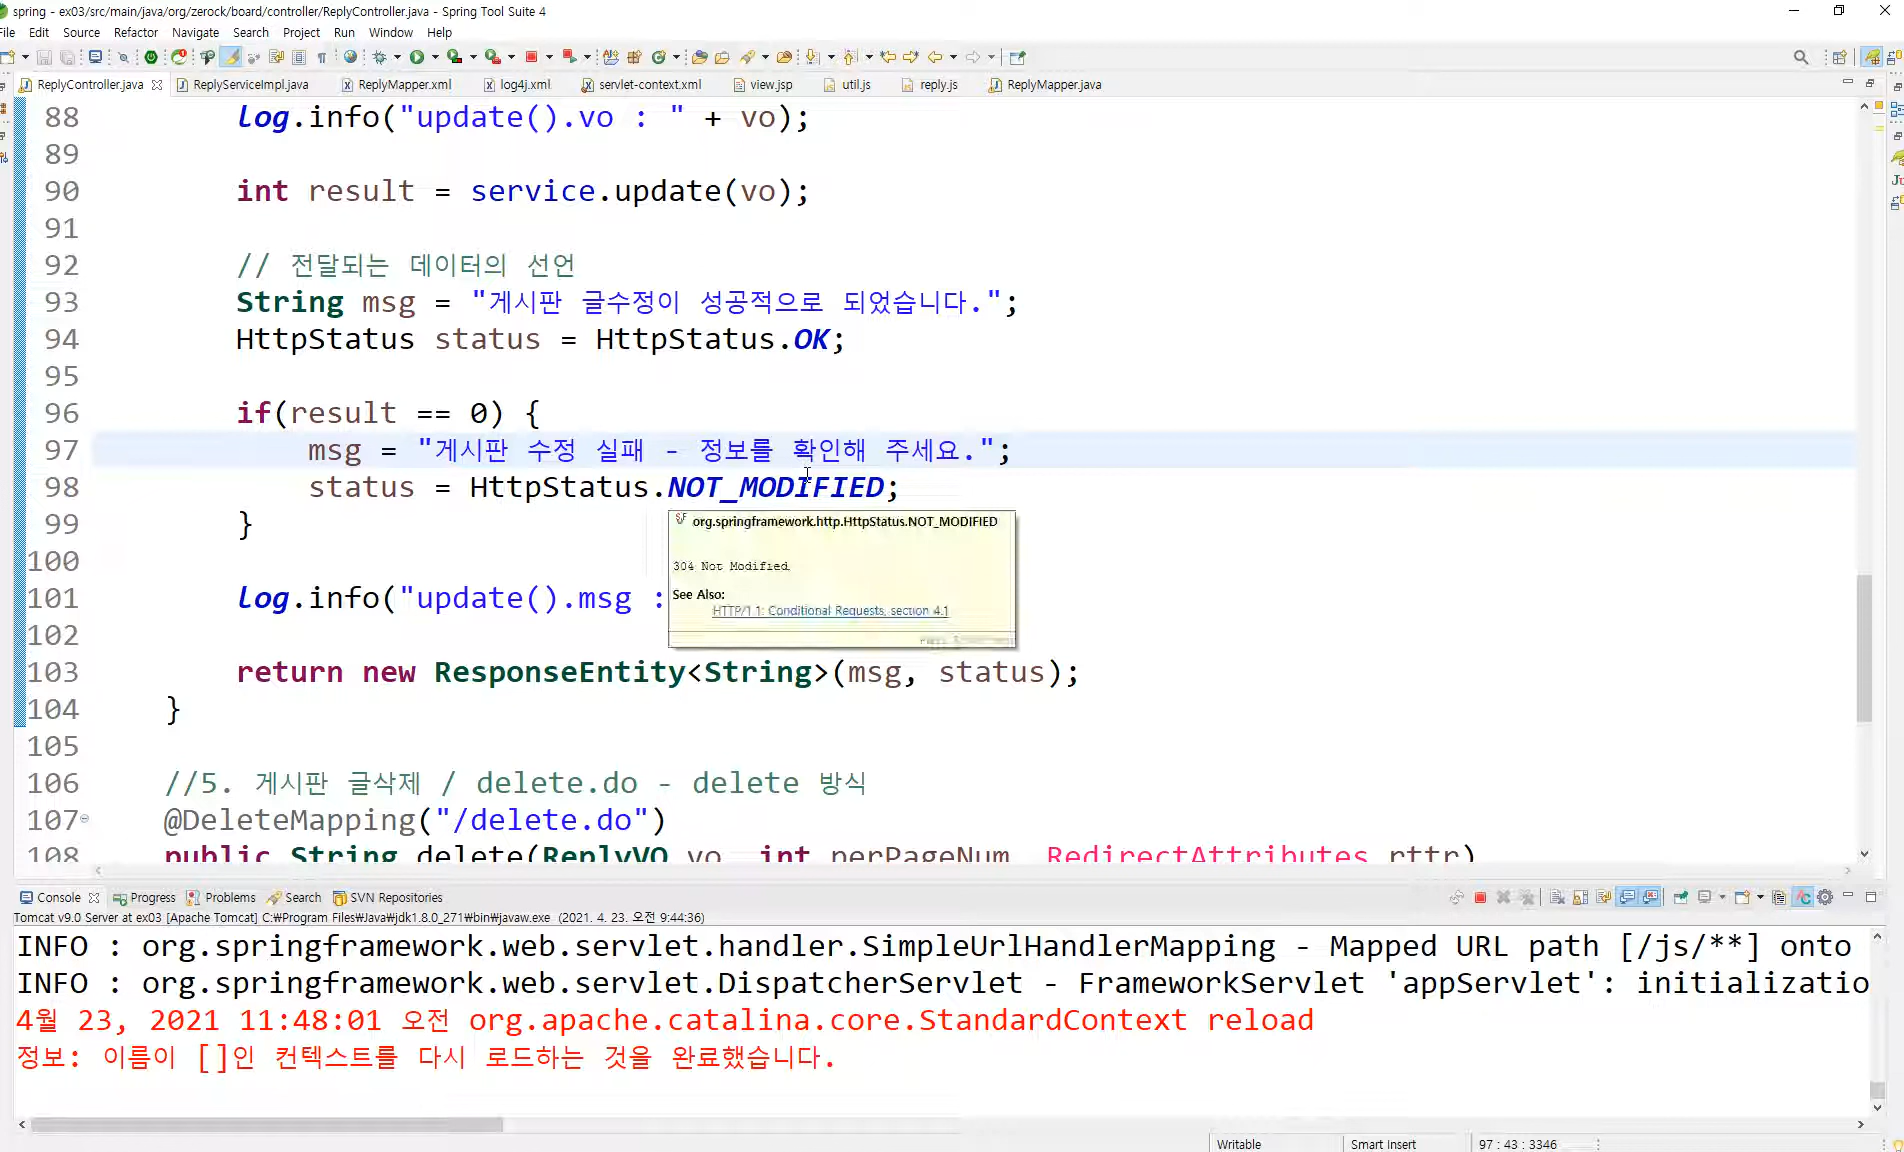 spring - ex03/src/main/java/org/zerock/board/controller/ReplyController.java - Spring Tool Suite 4
File Edit Source Refactor Navigate Search Project Run Window Help
ReplyController.java ReplyServiceImpl.java ReplyMapper.xml log4j.xml servlet-context.xml view.jsp util.js reply.js ReplyMapper.java
88 log.info("update().vo : " + vo);
89
90 int result = service.update(vo);
91
92 // 전달되는 데이터의 선언
93 String msg = "게시판 글수정이 성공적으로 되었습니다.";
94 HttpStatus status = HttpStatus.OK;
95
96 if(result == 0) {
97 msg = "게시판 수정 실패 - 정보를 확인해 주세요.";
98 status = HttpStatus.NOT_MODIFIED;
99 }
org.springframework.http.HttpStatus.NOT_MODIFIED
100
304 Not Modified.
101 log.info("update().msg :
See Also:
HTTP/1.1: Conditional Requests, section 4.1
102
103 return new ResponseEntity<String>(msg, status);
104 }
105
106 //5. 게시판 글삭제 / delete.do - delete 방식
107 @DeleteMapping("/delete.do")
108 public String delete(ReplyVO vo, int perPageNum, RedirectAttributes rttr)
Console Progress Problems Search SVN Repositories
Tomcat v9.0 Server at ex03 [Apache Tomcat] C:₩Program Files₩Java₩jdk1.8.0_271₩bin₩javaw.exe (2021. 4. 23. 오전 9:44:36)
INFO : org.springframework.web.servlet.handler.SimpleUrlHandlerMapping - Mapped URL path [/js/**] onto
INFO : org.springframework.web.servlet.DispatcherServlet - FrameworkServlet 'appServlet': initializatio
4월 23, 2021 11:48:01 오전 org.apache.catalina.core.StandardContext reload
정보: 이름이 []인 컨텍스트를 다시 로드하는 것을 완료했습니다.
Writable Smart Insert 97 : 43 : 3346